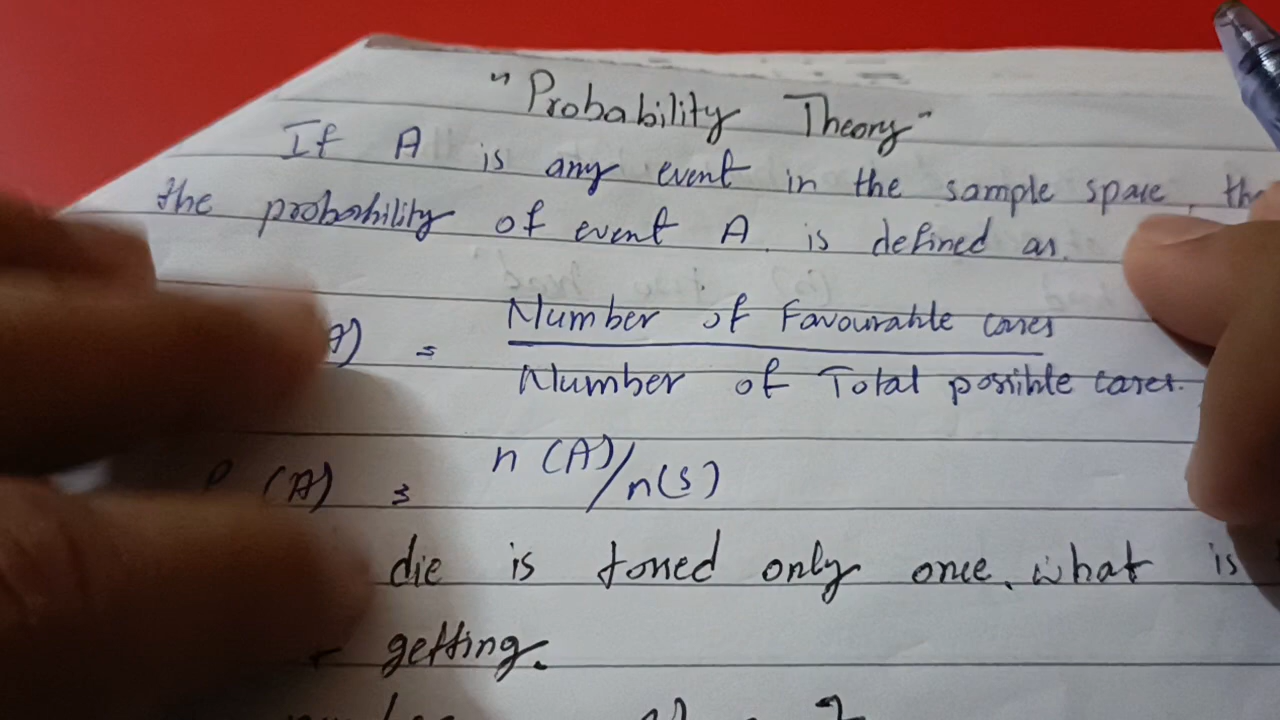 "Probability Theory"
If A is any event in the sample space, the
the probability of event A is defined as.
Number of Favourable cases
A) =
Number of Total possible cases.
P(A) = n(A)/n(s)
die is tossed only once. what is
getting.